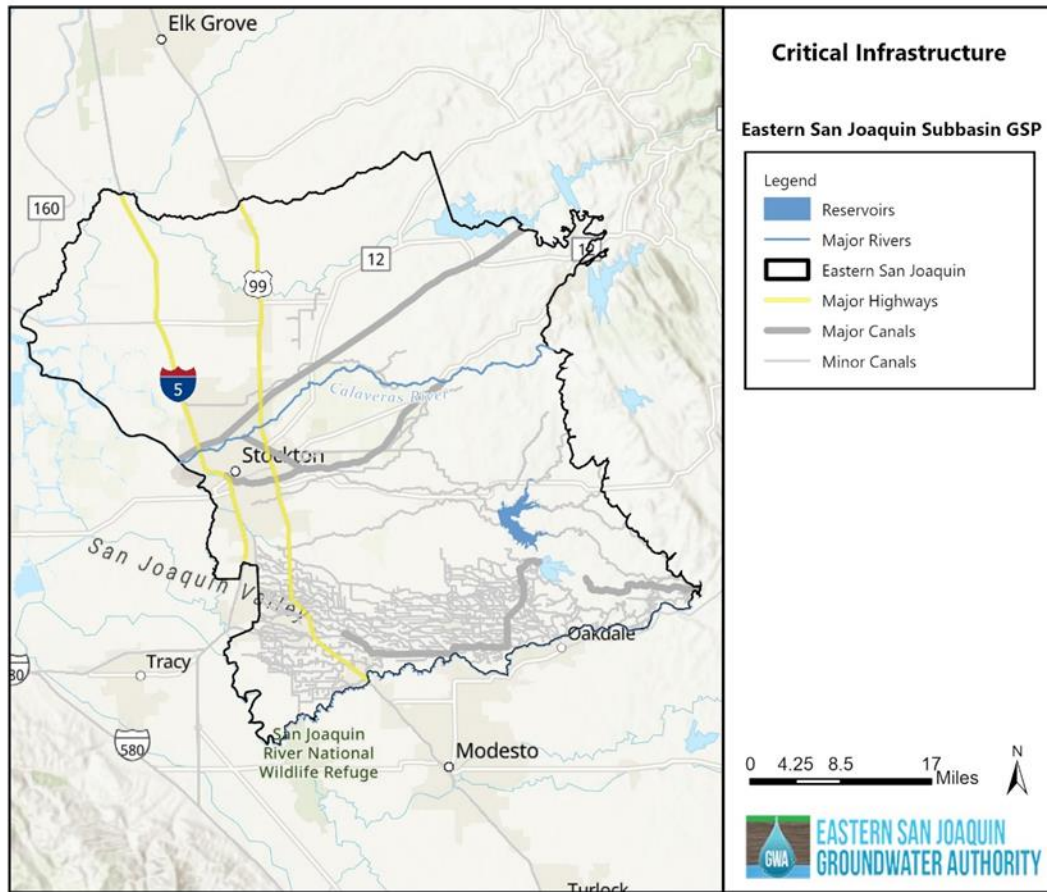 Elk Grove
160
12
12
99
5
Calaveras River
Stockton
San Joaquin Valley
Oakdale
Tracy
80
580
San Joaquin
River National
Wildlife Refuge
Modesto
Turlock
Critical Infrastructure
Eastern San Joaquin Subbasin GSP
Legend
Reservoirs
Major Rivers
Eastern San Joaquin
Major Highways
Major Canals
Minor Canals
0 4.25 8.5 17
Miles
N
GWA
EASTERN SAN JOAQUIN
GROUNDWATER AUTHORITY